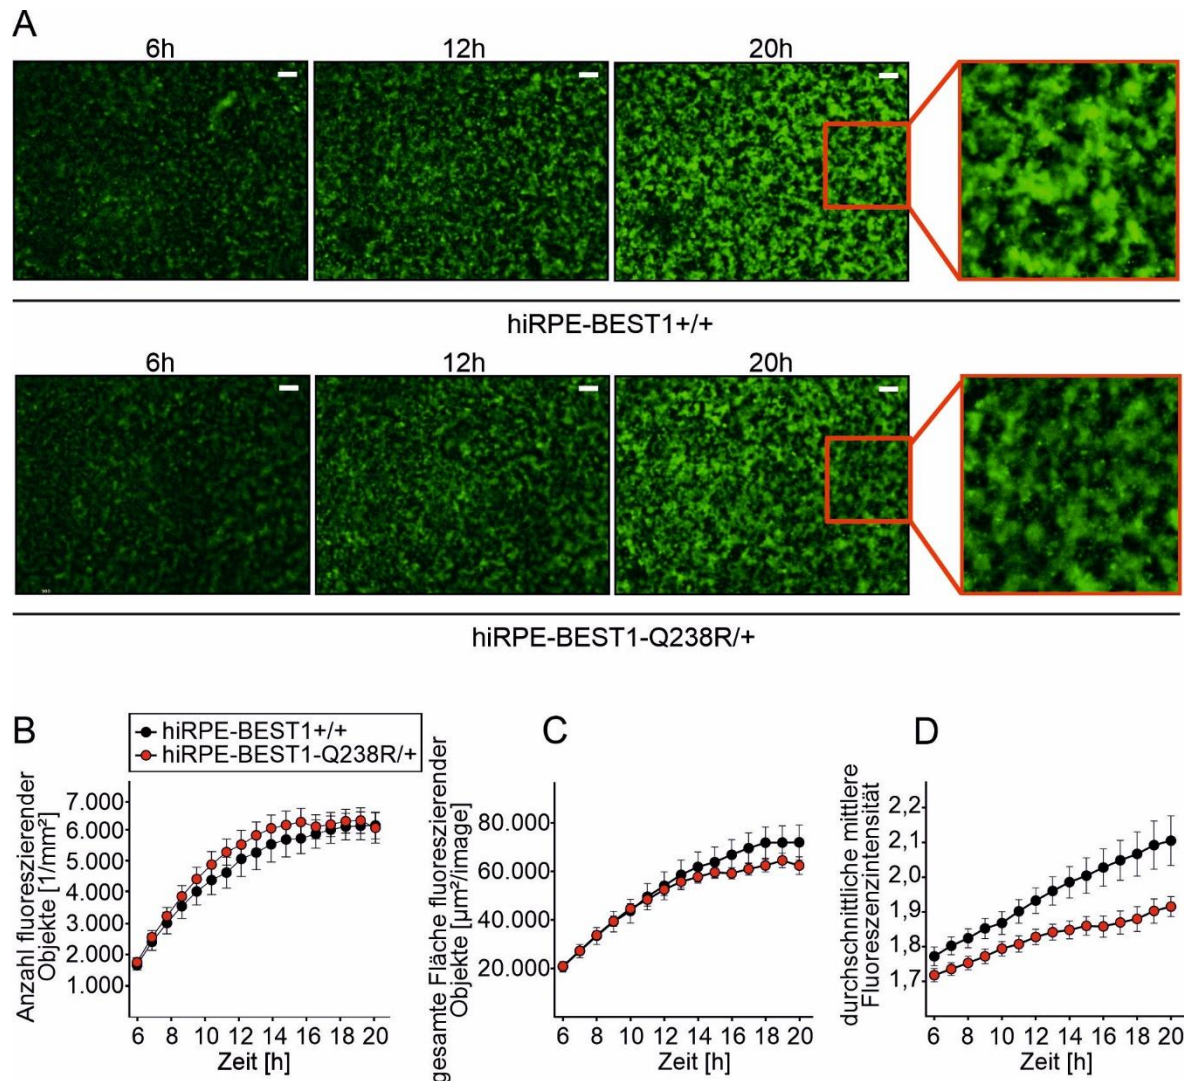 A
6h
12h
20h
hiRPE-BEST1+/+
6h
12h
20h
hiRPE-BEST1-Q238R/+
B
hiRPE-BEST1+/+
hiRPE-BEST1-Q238R/+
Anzahl fluoreszierender
Objekte [1/mm²]
7.000
6.000
5.000
4.000
3.000
2.000
1.000
6 8 10 12 14 16 18 20
Zeit [h]
C
gesamte Fläche fluoreszierender
Objekte [µm²/image]
80.000
60.000
40.000
20.000
6 8 10 12 14 16 18 20
Zeit [h]
D
durchschnittliche mittlere
Fluoreszenzintensität
2,2
2,1
2,0
1,9
1,8
1,7
6 8 10 12 14 16 18 20
Zeit [h]